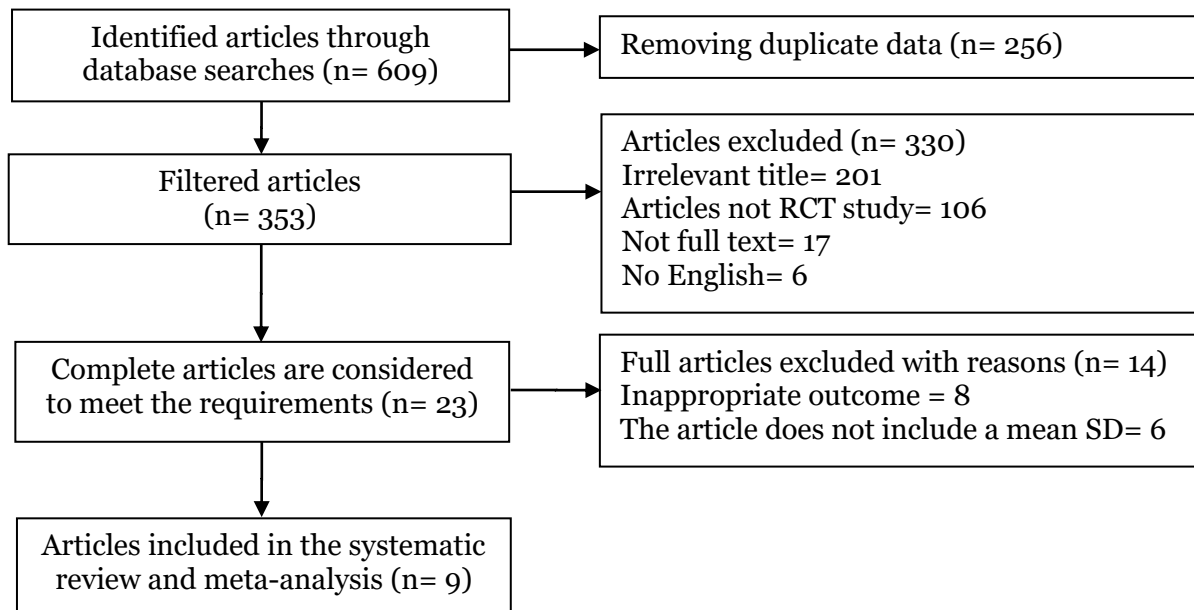 Identified articles through
database searches (n= 609)
Removing duplicate data (n= 256)
Filtered articles
(n= 353)
Articles excluded (n= 330)
Irrelevant title= 201
Articles not RCT study= 106
Not full text= 17
No English= 6
Complete articles are considered
to meet the requirements (n= 23)
Full articles excluded with reasons (n= 14)
Inappropriate outcome = 8
The article does not include a mean SD= 6
Articles included in the systematic
review and meta-analysis (n= 9)